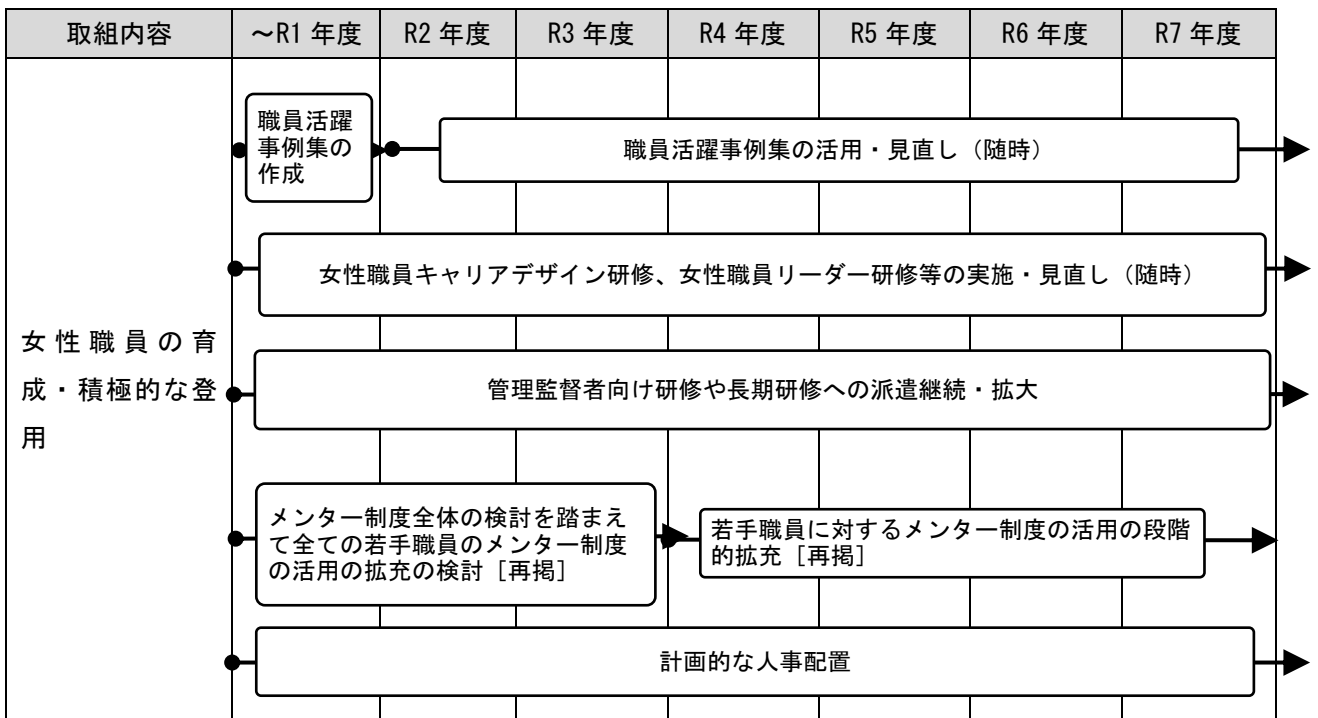 取組内容
～R1 年度
R2 年度
R3 年度
R4 年度
R5 年度
R6 年度
R7 年度
女性職員の育
成・積極的な登
用
職員活躍
事例集の
作成
職員活躍事例集の活用・見直し（随時）
女性職員キャリアデザイン研修、女性職員リーダー研修等の実施・見直し（随時）
管理監督者向け研修や長期研修への派遣継続・拡大
メンター制度全体の検討を踏まえ
て全ての若手職員のメンター制度
の活用の拡充の検討［再掲］
若手職員に対するメンター制度の活用の段階
的拡充［再掲］
計画的な人事配置